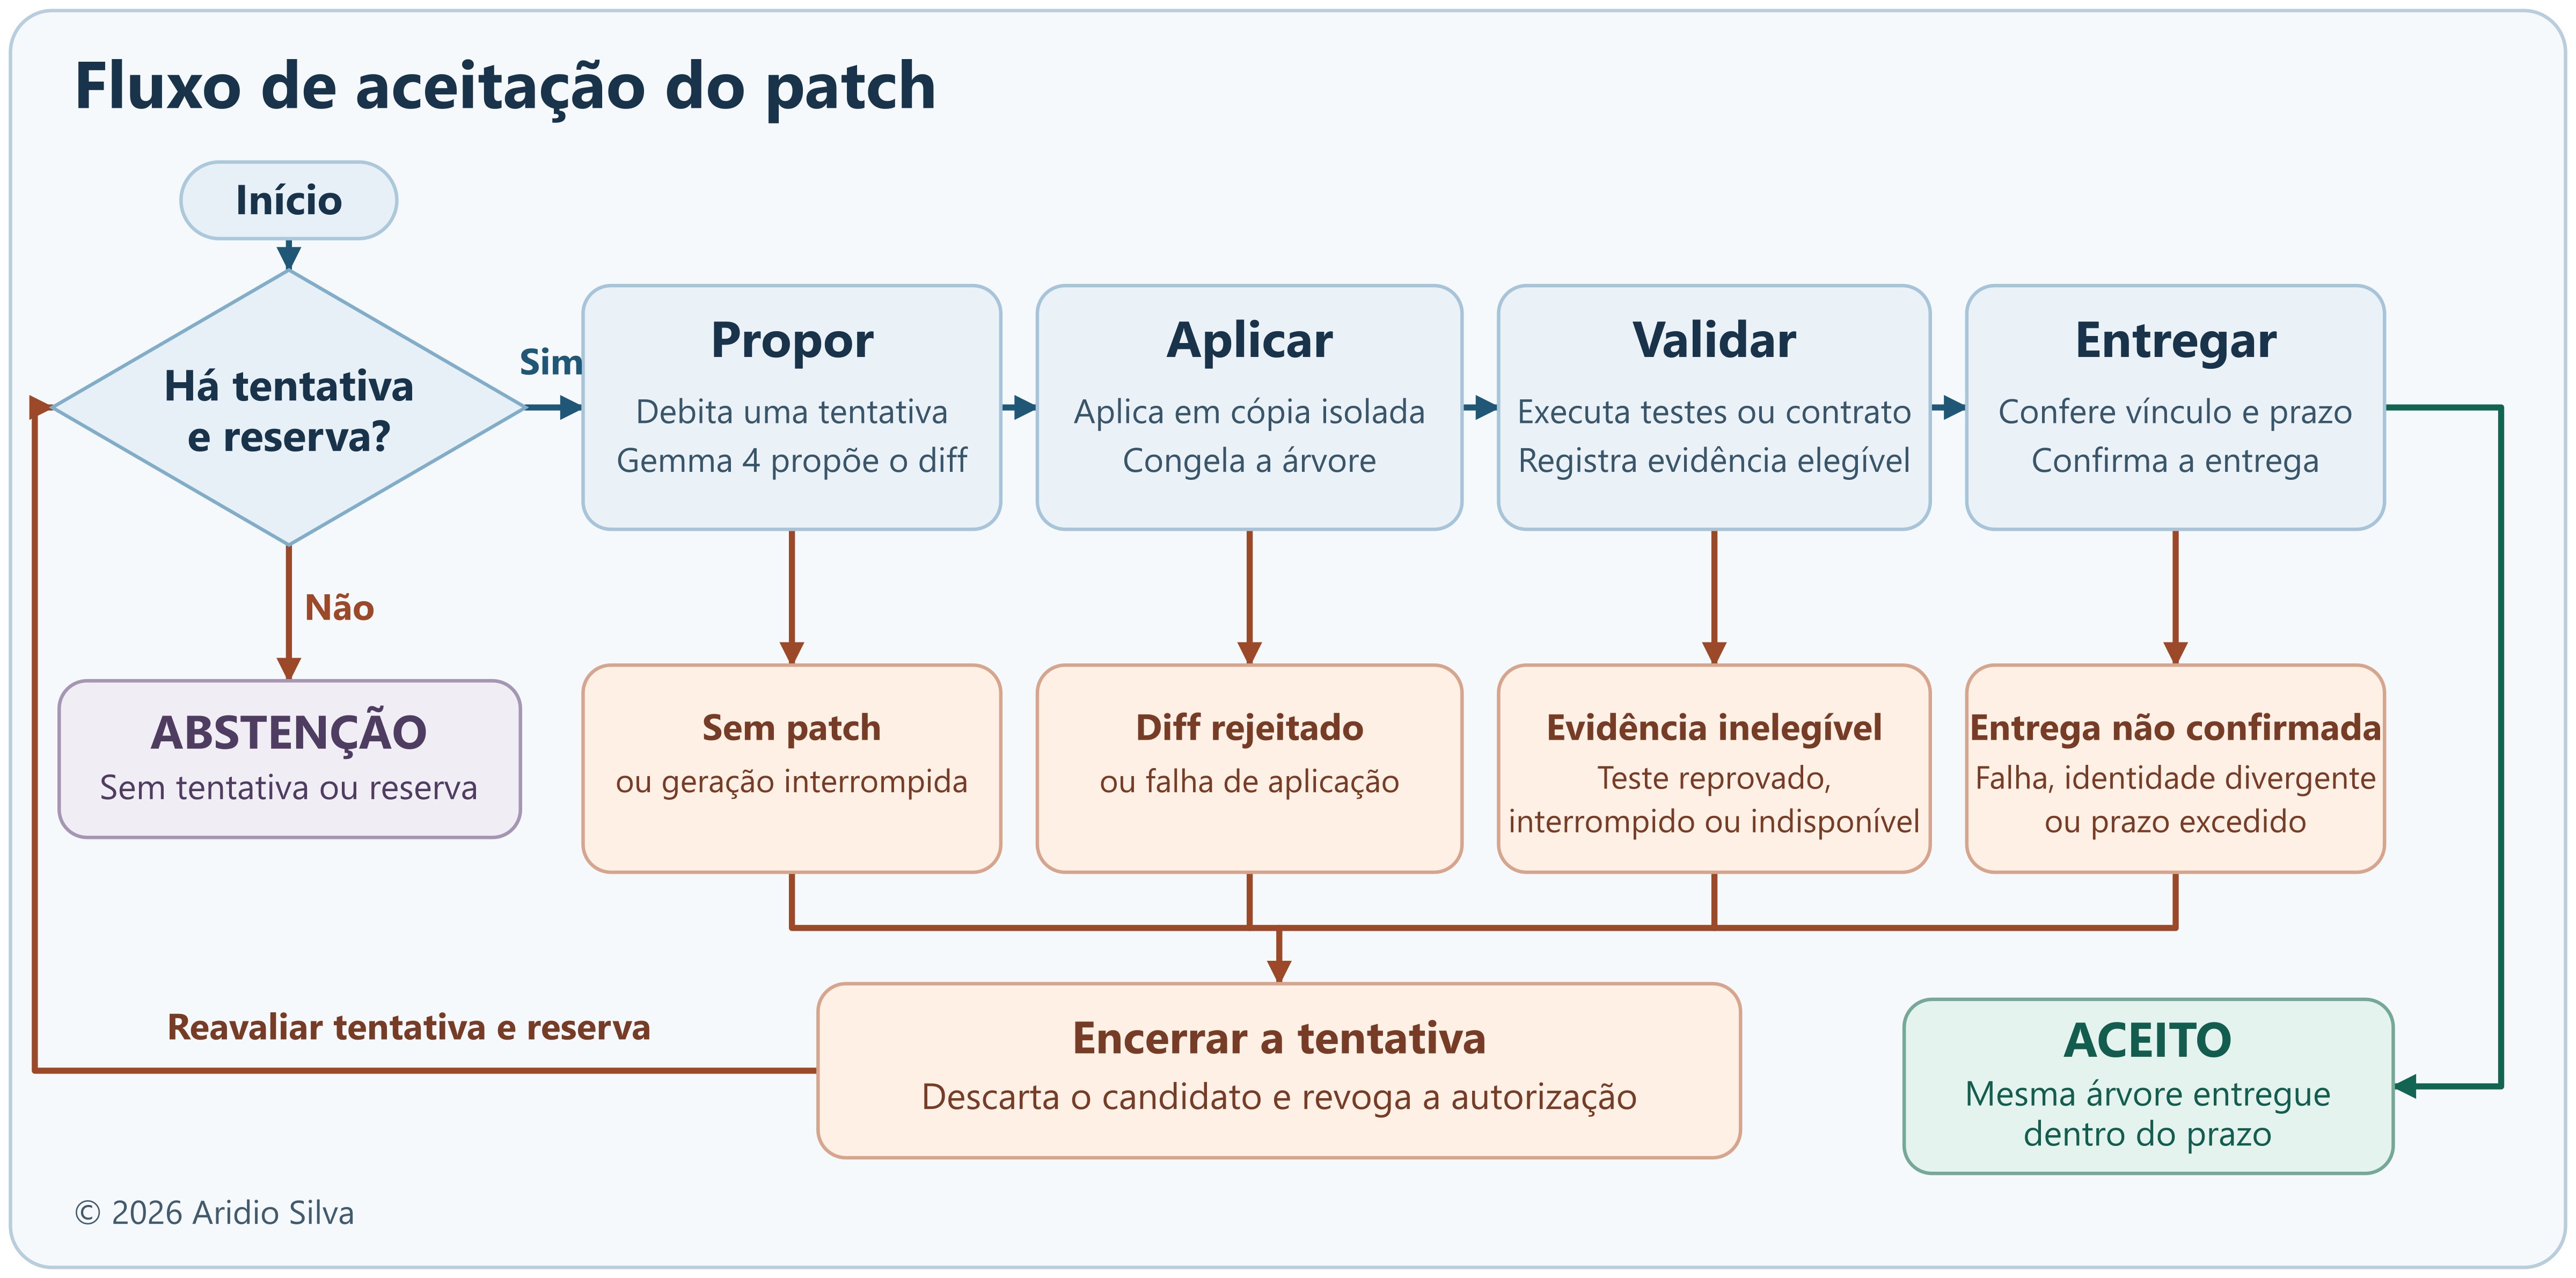 Fluxo de aceitação do patch
Início
Há tentativa
e reserva?
Sim
Não
Propor
Debita uma tentativa
Gemma 4 propõe o diff
Aplicar
Aplica em cópia isolada
Congela a árvore
Validar
Executa testes ou contrato
Registra evidência elegível
Entregar
Confere vínculo e prazo
Confirma a entrega
ABSTENÇÃO
Sem tentativa ou reserva
Sem patch
ou geração interrompida
Diff rejeitado
ou falha de aplicação
Evidência inelegível
Teste reprovado,
interrompido ou indisponível
Entrega não confirmada
Falha, identidade divergente
ou prazo excedido
Reavaliar tentativa e reserva
Encerrar a tentativa
Descarta o candidato e revoga a autorização
ACEITO
Mesma árvore entregue
dentro do prazo
© 2026 Aridio Silva